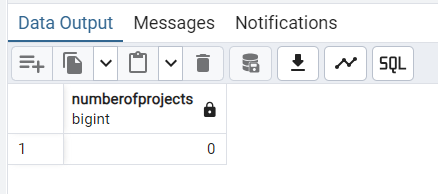 Data Output Messages Notifications
SQL
numberofprojects
bigint
1 0